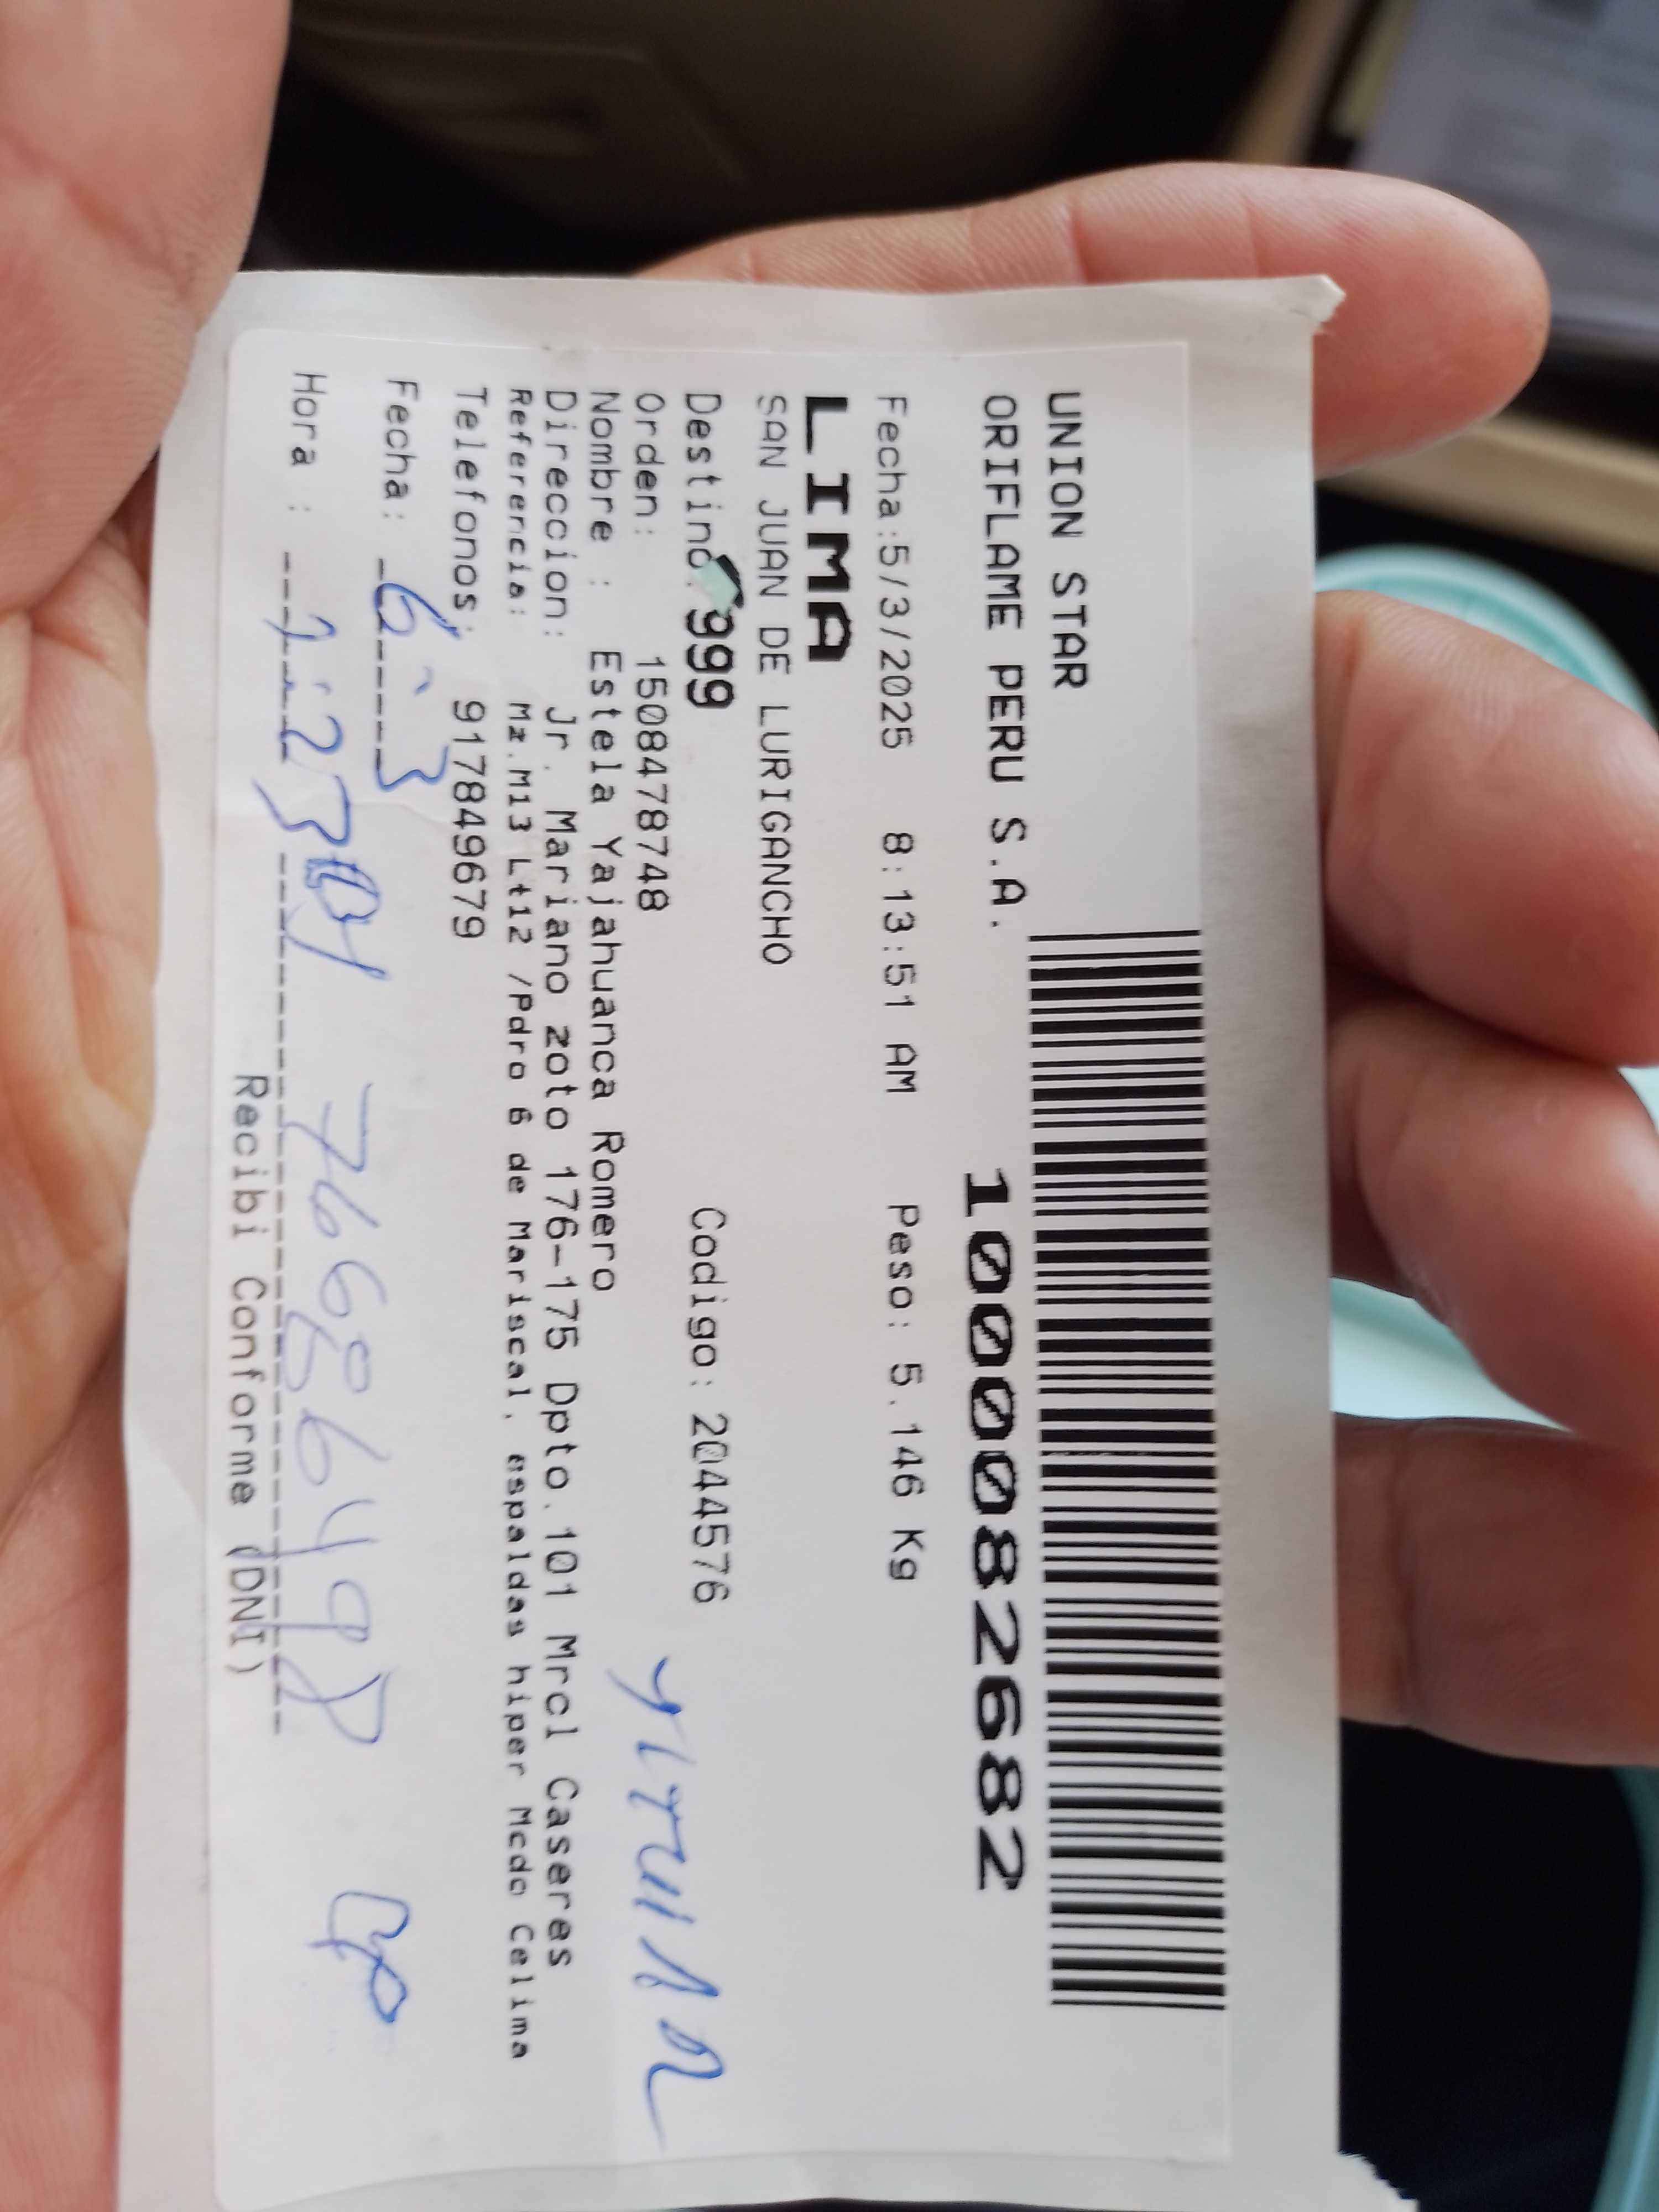 UNION STAR
ORIFLAME PERU S.A.
10000826682
Fecha:5/3/2025 8:13:51 AM Peso: 5.146 Kg
LIMA
SAN JUAN DE LURIGANCHO
Destino: 999 Codigo: 2044576
Orden: 1508478748
Nombre : Estela Yajahuanca Romero
Direccion: Jr. Mariano zoto 176-175 Dpto.101 Mrcl Caseres
Referencia: Mz.M13 Lt12 /Pdro 6 de Mariscal, espaldas hiper Mcdo Celima
Telefonos: 917849679
Fecha: 6-3
Hora :
Recibi Conforme (DNI)